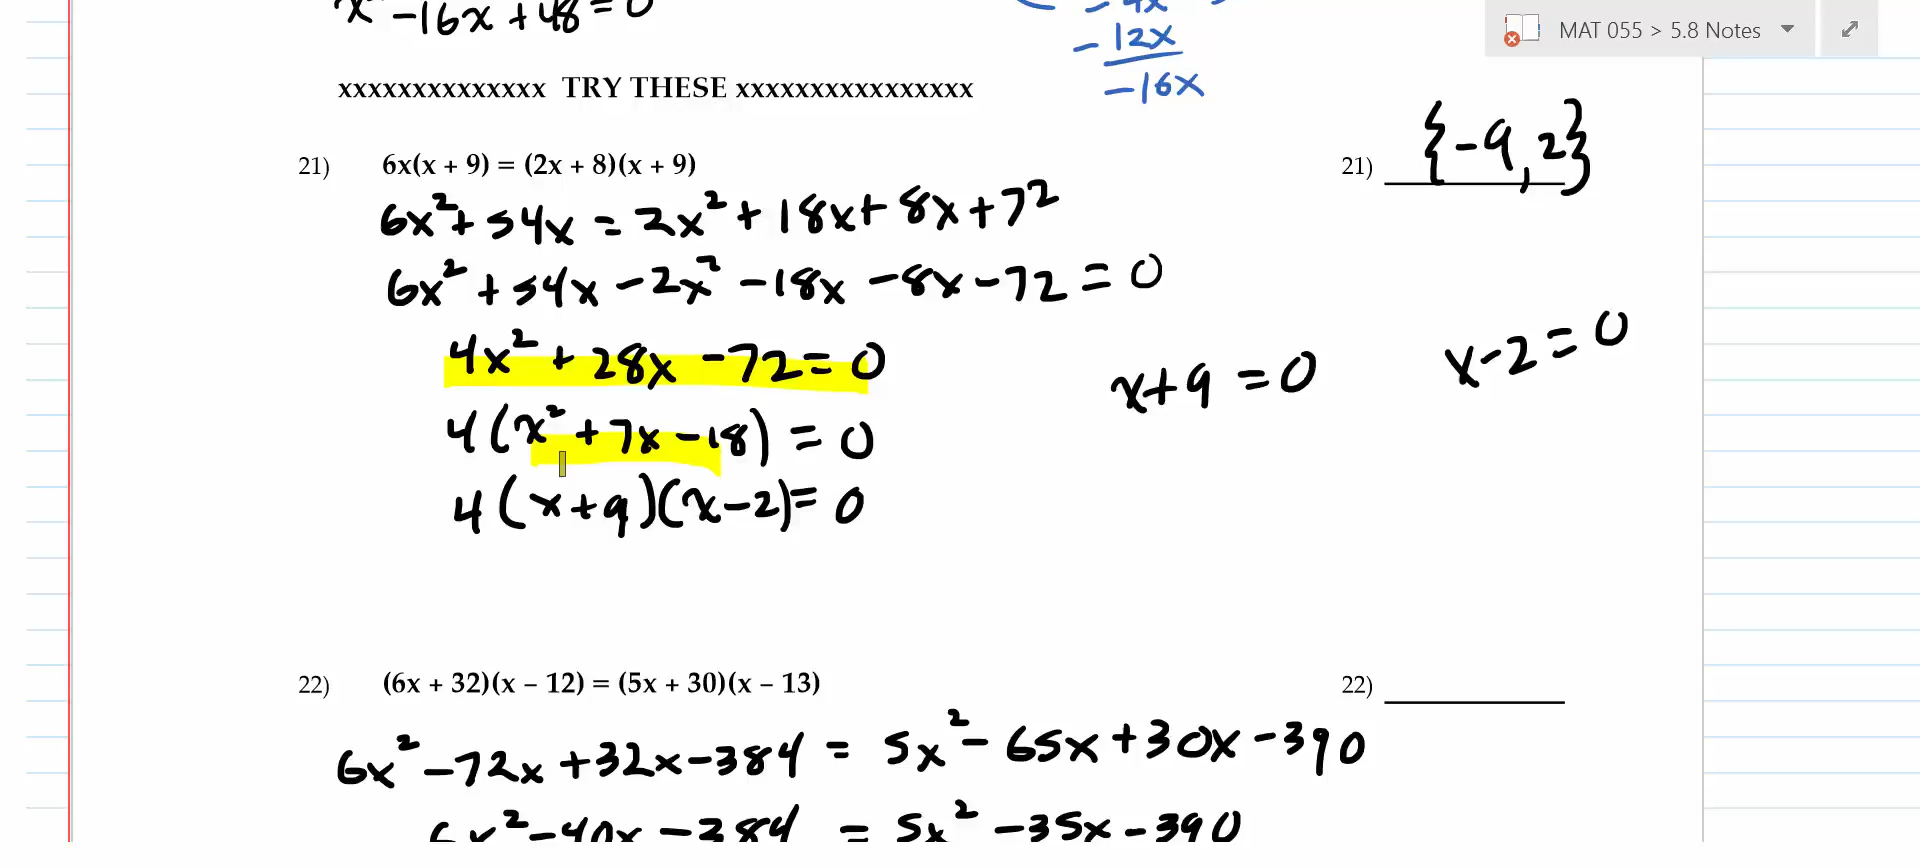 x² -16x + 48 = 0
= 4x
- 12x
-16x
MAT 055 > 5.8 Notes
xxxxxxxxxxxxxx TRY THESE xxxxxxxxxxxxxxxx
21) 6x(x + 9) = (2x + 8)(x + 9)
21) {-9, 2}
6x² + 54x = 2x² + 18x + 8x + 72
6x² + 54x - 2x² - 18x - 8x - 72 = 0
4x² + 28x - 72 = 0
x + 9 = 0
x - 2 = 0
4(x² + 7x - 18) = 0
4(x + 9)(x - 2) = 0
22) (6x + 32)(x – 12) = (5x + 30)(x – 13)
22)
6x² - 72x + 32x - 384 = 5x² - 65x + 30x - 390
6x² - 40x - 384 = 5x² - 35x - 390